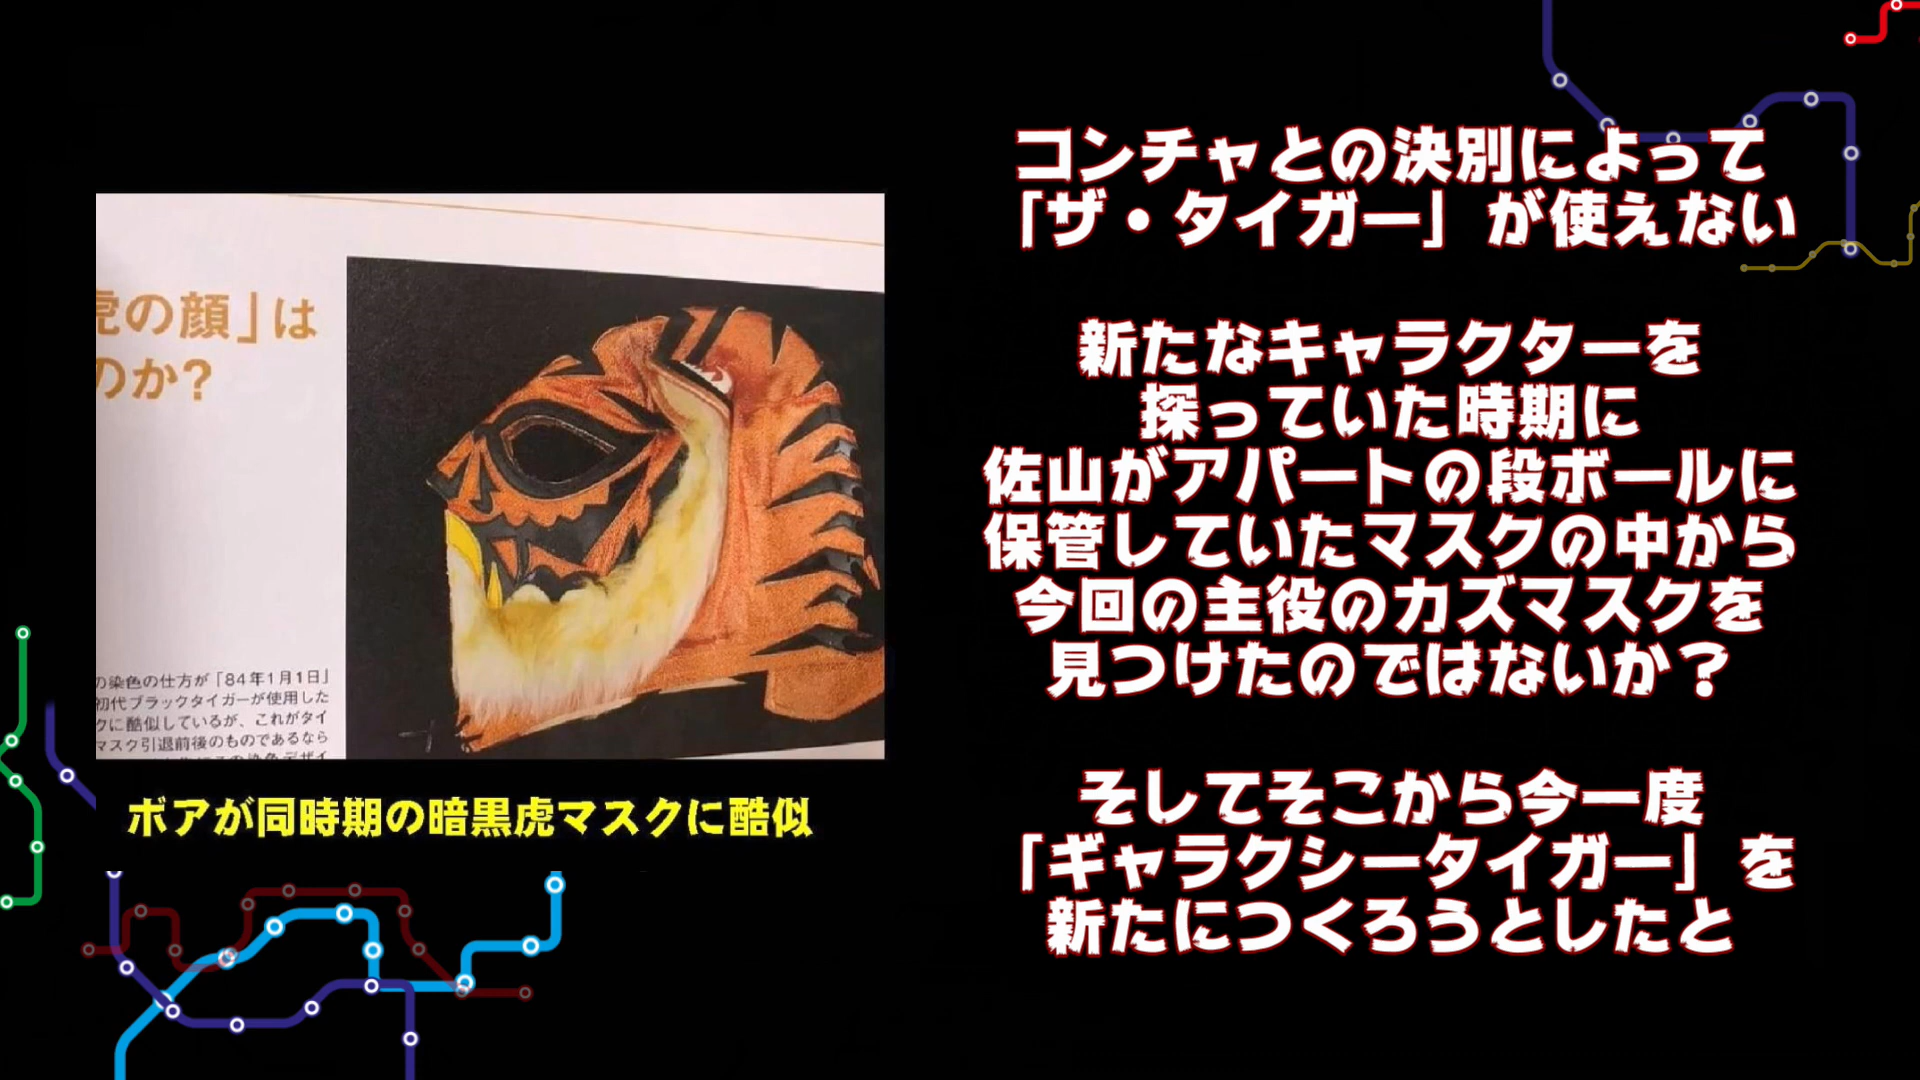 虎の顔」は
のか?
の染色の仕方が「84年1月1日」
初代ブラックタイガーが使用した
クに酷似しているが、これがタイ
マスク引退前後のものであるなら
ボアが同時期の暗黒虎マスクに酷似
コンチャとの決別によって
「ザ・タイガー」が使えない
新たなキャラクターを
探っていた時期に
佐山がアパートの段ボールに
保管していたマスクの中から
今回の主役のカズマスクを
見つけたのではないか？
そしてそこから今一度
「ギャラクシータイガー」を
新たにつくろうとしたと